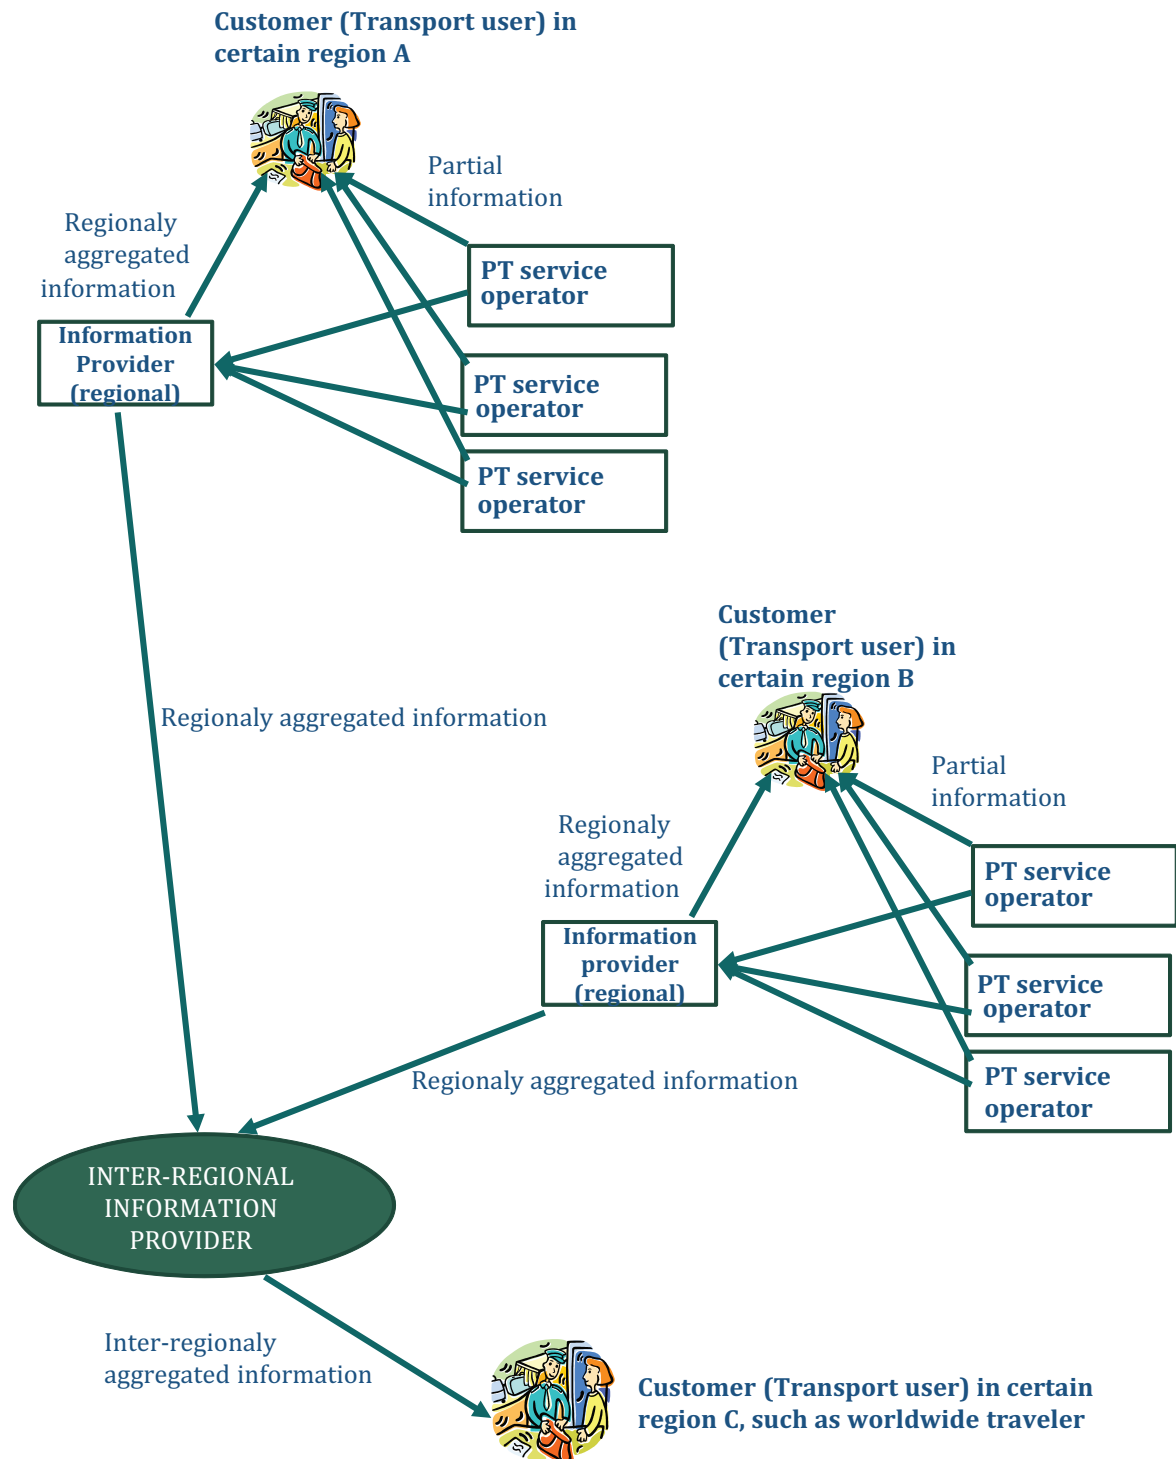 Customer (Transport user) in
certain region A
Partial
information
Regionaly
aggregated
information
PT service
operator
Information
Provider
(regional)
PT service
operator
PT service
operator
Customer
(Transport user) in
certain region B
Regionaly aggregated information
Partial
information
Regionaly
aggregated
information
PT service
operator
Information
provider
(regional)
PT service
operator
PT service
operator
Regionaly aggregated information
INTER-REGIONAL
INFORMATION
PROVIDER
Inter-regionaly
aggregated information
Customer (Transport user) in certain
region C, such as worldwide traveler